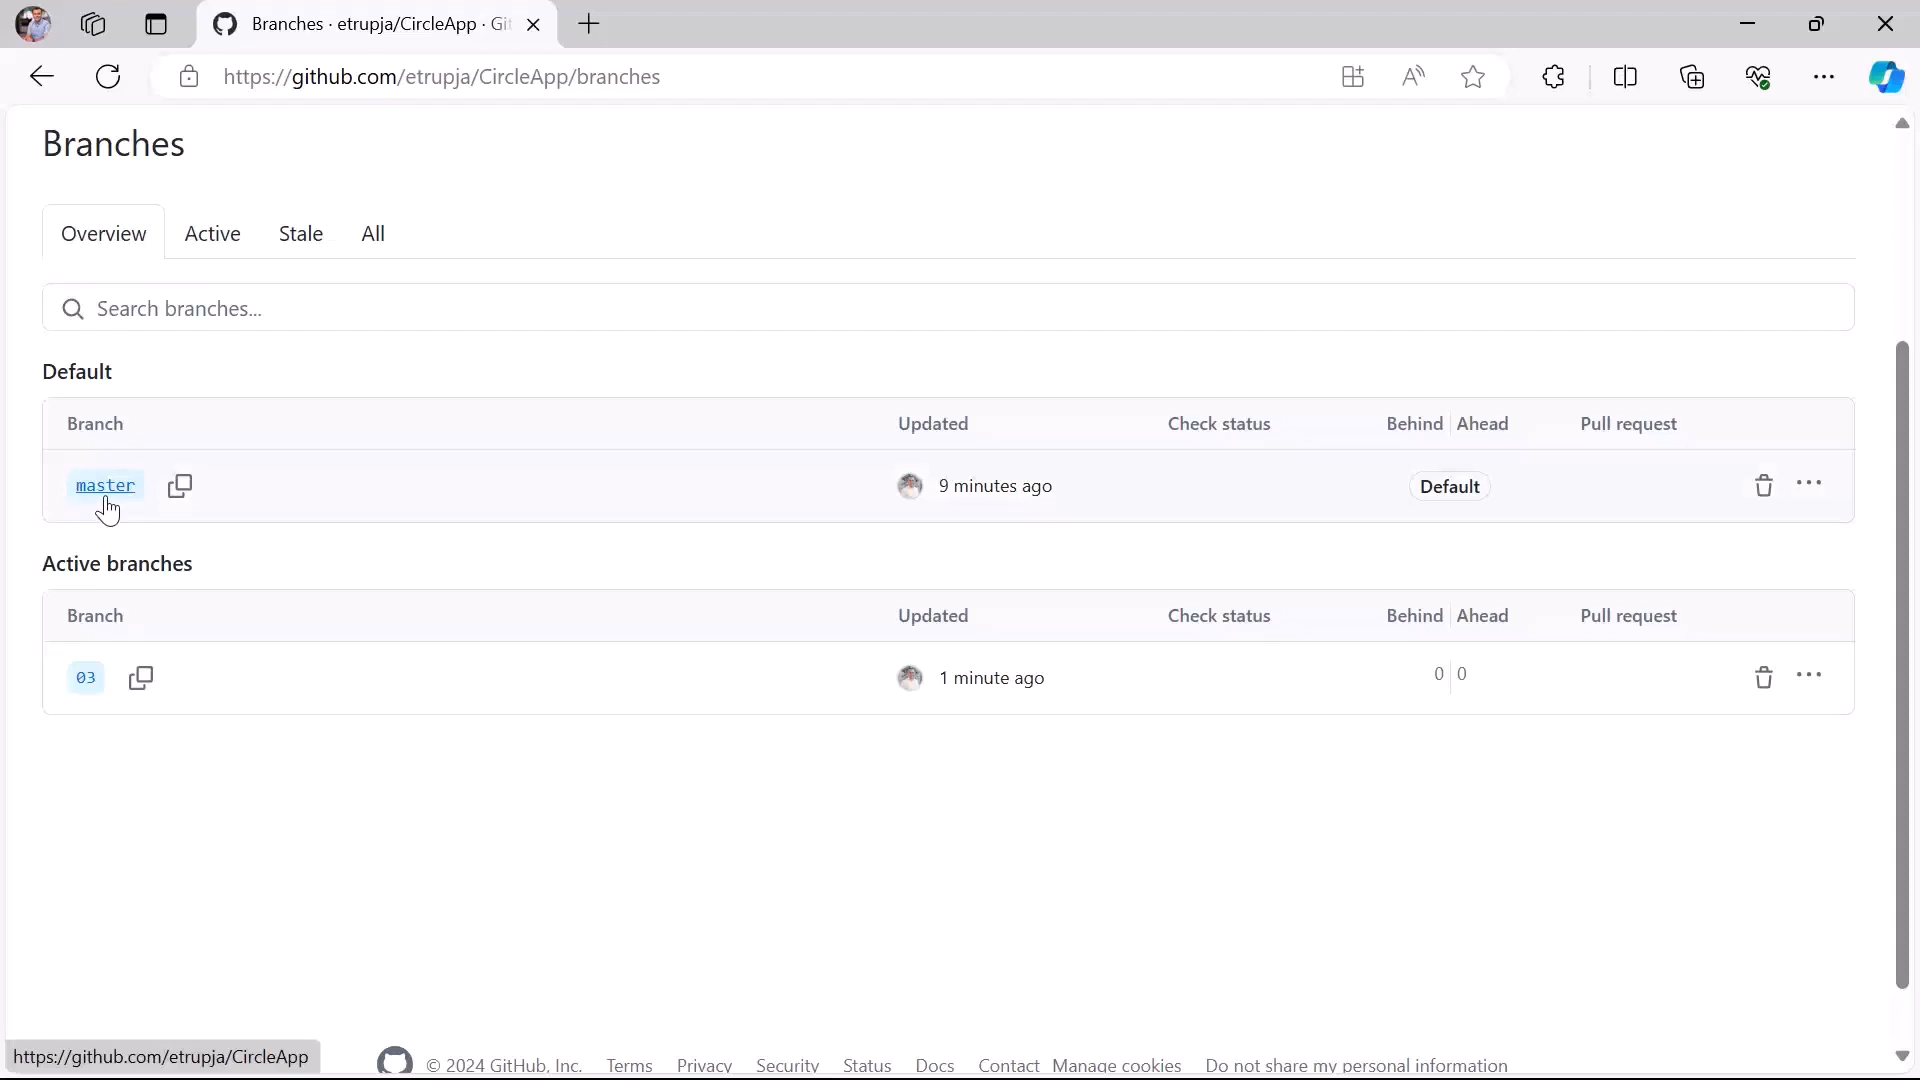 Branches · etrupja/CircleApp · Git
https://github.com/etrupja/CircleApp/branches
Branches
Overview Active Stale All
Search branches...
Default
Branch Updated Check status Behind Ahead Pull request
master 9 minutes ago Default
Active branches
Branch Updated Check status Behind Ahead Pull request
03 1 minute ago 0 0
https://github.com/etrupja/CircleApp
© 2024 GitHub, Inc. Terms Privacy Security Status Docs Contact Manage cookies Do not share my personal information